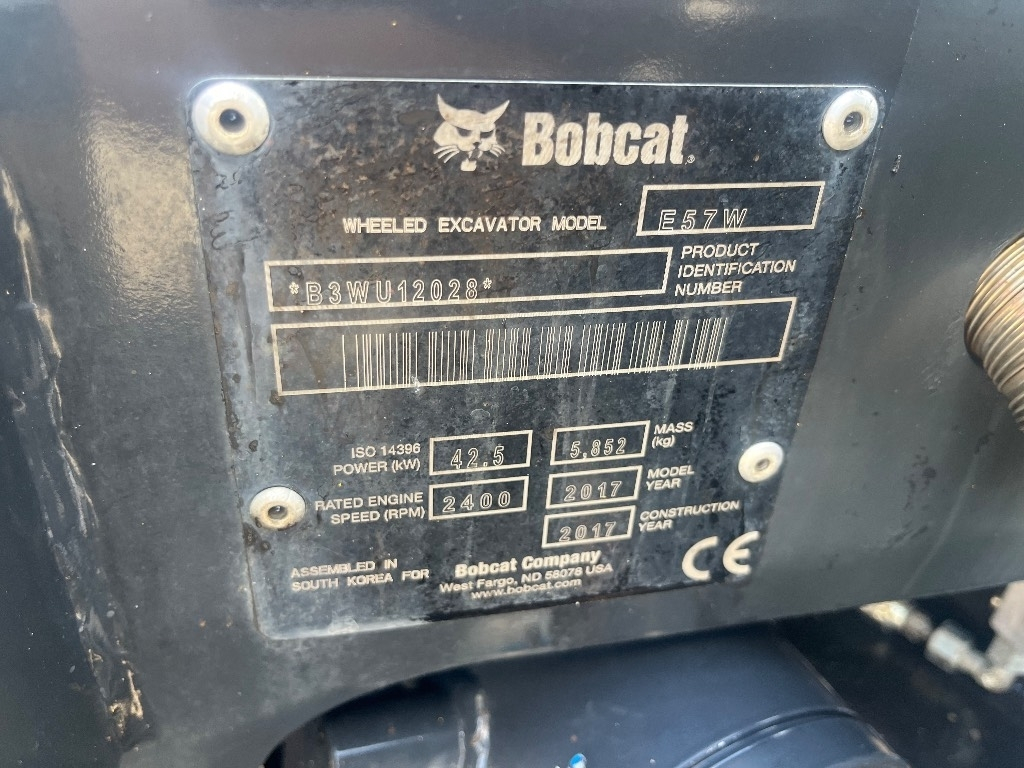 Bobcat
WHEELED EXCAVATOR MODEL E57W
*B3WU12028*
PRODUCT
IDENTIFICATION
NUMBER
ISO 14396
POWER (kW) 42.5
5,852 MASS
(kg)
RATED ENGINE
SPEED (RPM) 2400
2017 MODEL
YEAR
2017 CONSTRUCTION
YEAR
ASSEMBLED IN
SOUTH KOREA FOR
Bobcat Company
West Fargo, ND 58078 USA
www.bobcat.com
CE